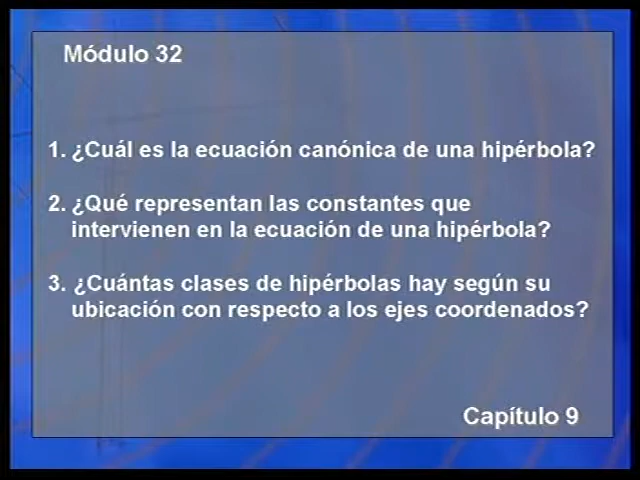 Módulo 32
1. ¿Cuál es la ecuación canónica de una hipérbola?
2. ¿Qué representan las constantes que
intervienen en la ecuación de una hipérbola?
3. ¿Cuántas clases de hipérbolas hay según su
ubicación con respecto a los ejes coordenados?
Capítulo 9